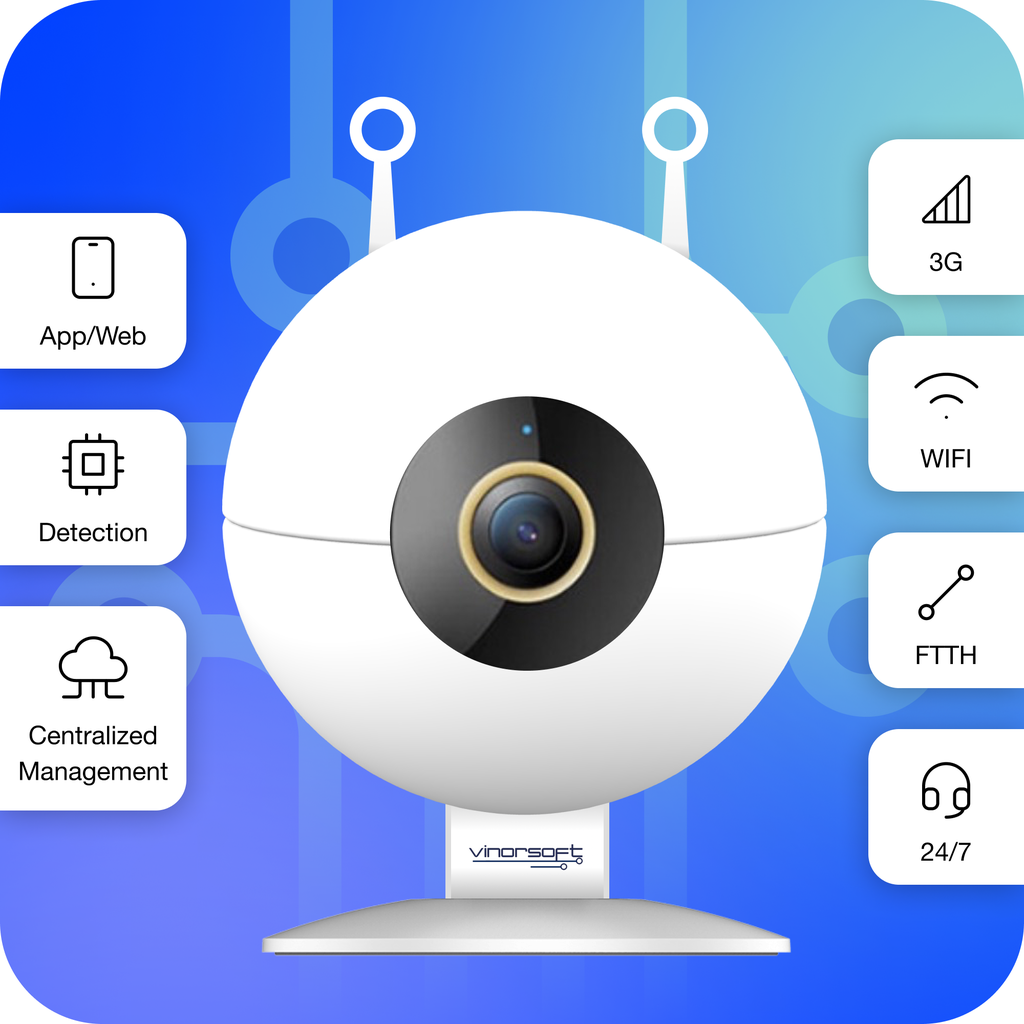 App/Web
Detection
Centralized
Management
3G
WIFI
FTTH
24/7
vinorsoft